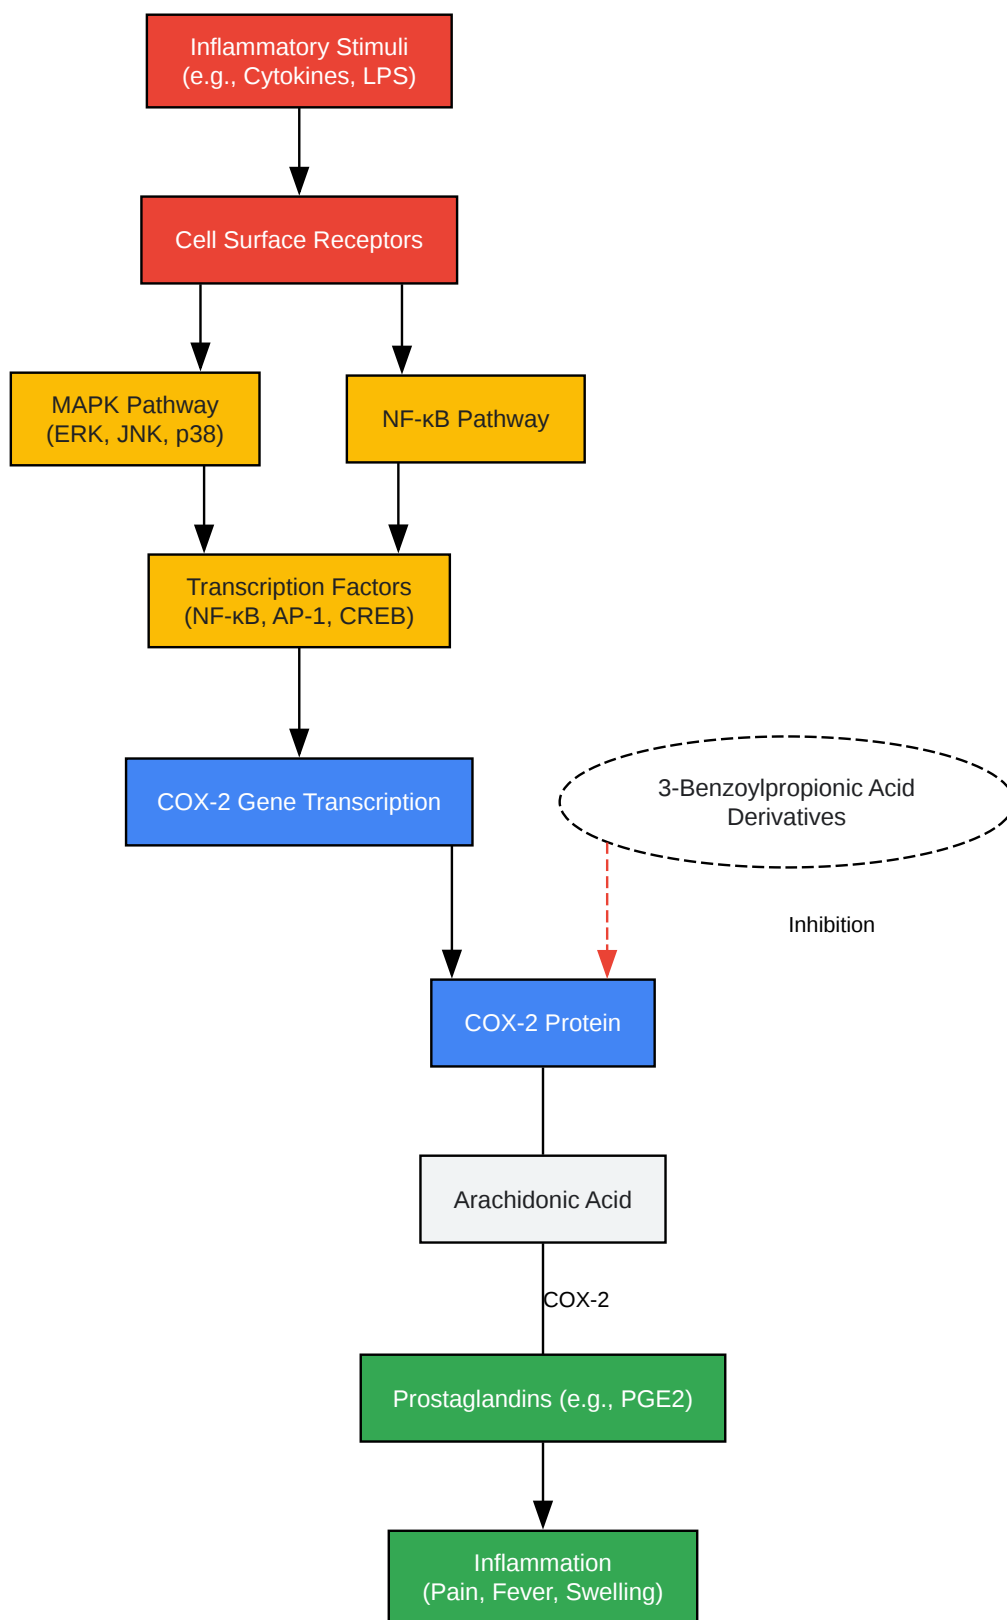 Inflammatory Stimuli
(e.g., Cytokines, LPS)
Cell Surface Receptors
MAPK Pathway
(ERK, JNK, p38)
NF-κB Pathway
Transcription Factors
(NF-κB, AP-1, CREB)
COX-2 Gene Transcription
3-Benzoylpropionic Acid
Derivatives
Inhibition
COX-2 Protein
Arachidonic Acid
COX-2
Prostaglandins (e.g., PGE2)
Inflammation
(Pain, Fever, Swelling)